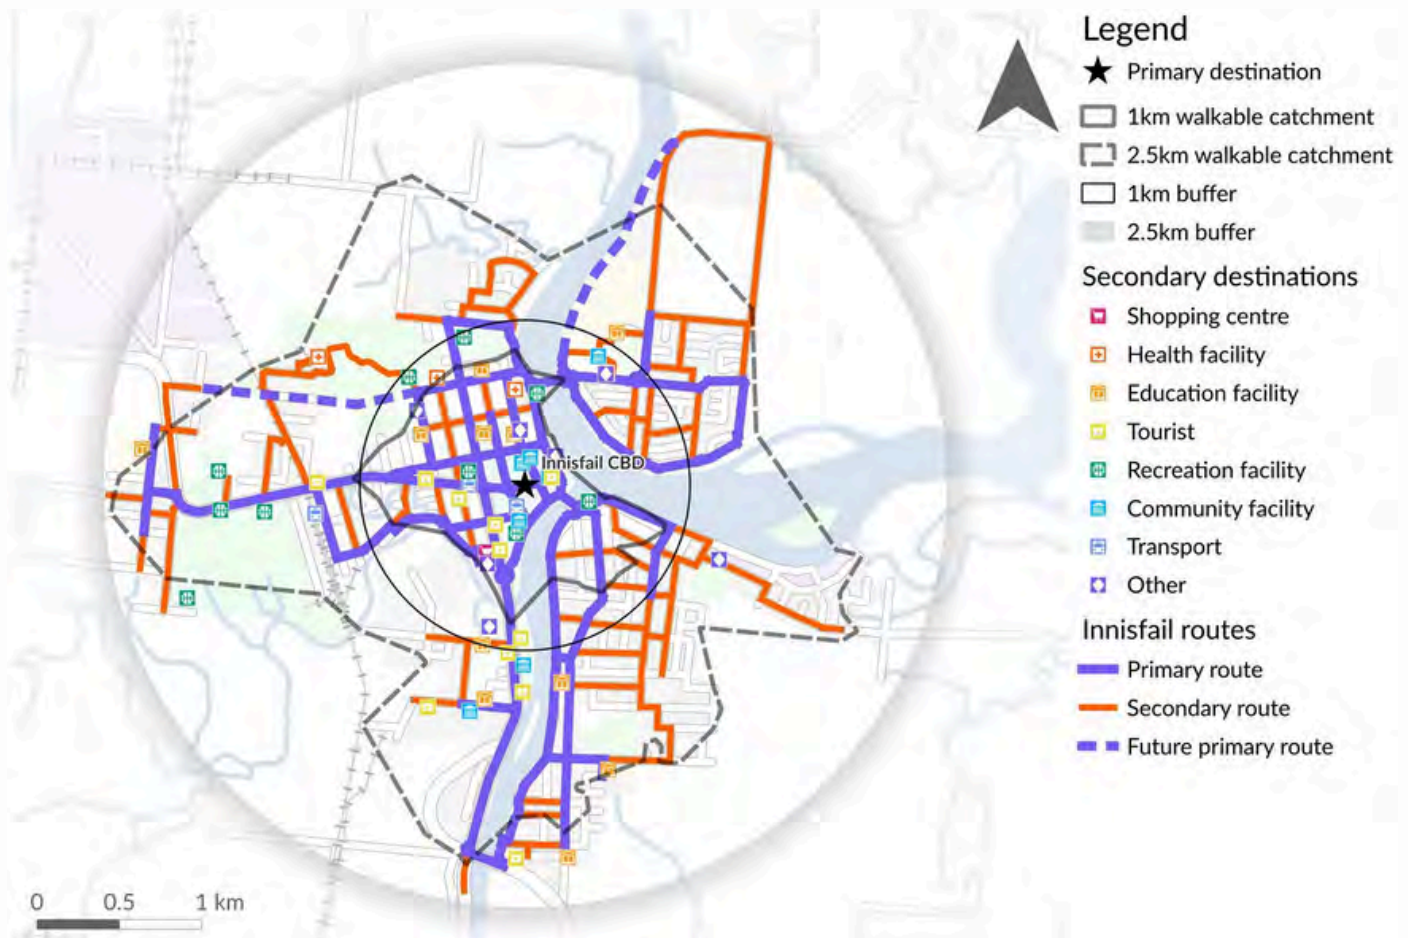 Legend
Primary destination
1km walkable catchment
2.5km walkable catchment
1km buffer
2.5km buffer
Secondary destinations
Shopping centre
Health facility
Education facility
Tourist
Recreation facility
Community facility
Transport
Other
Innisfail routes
Primary route
Secondary route
Future primary route
Innisfail CBD
0 0.5 1 km